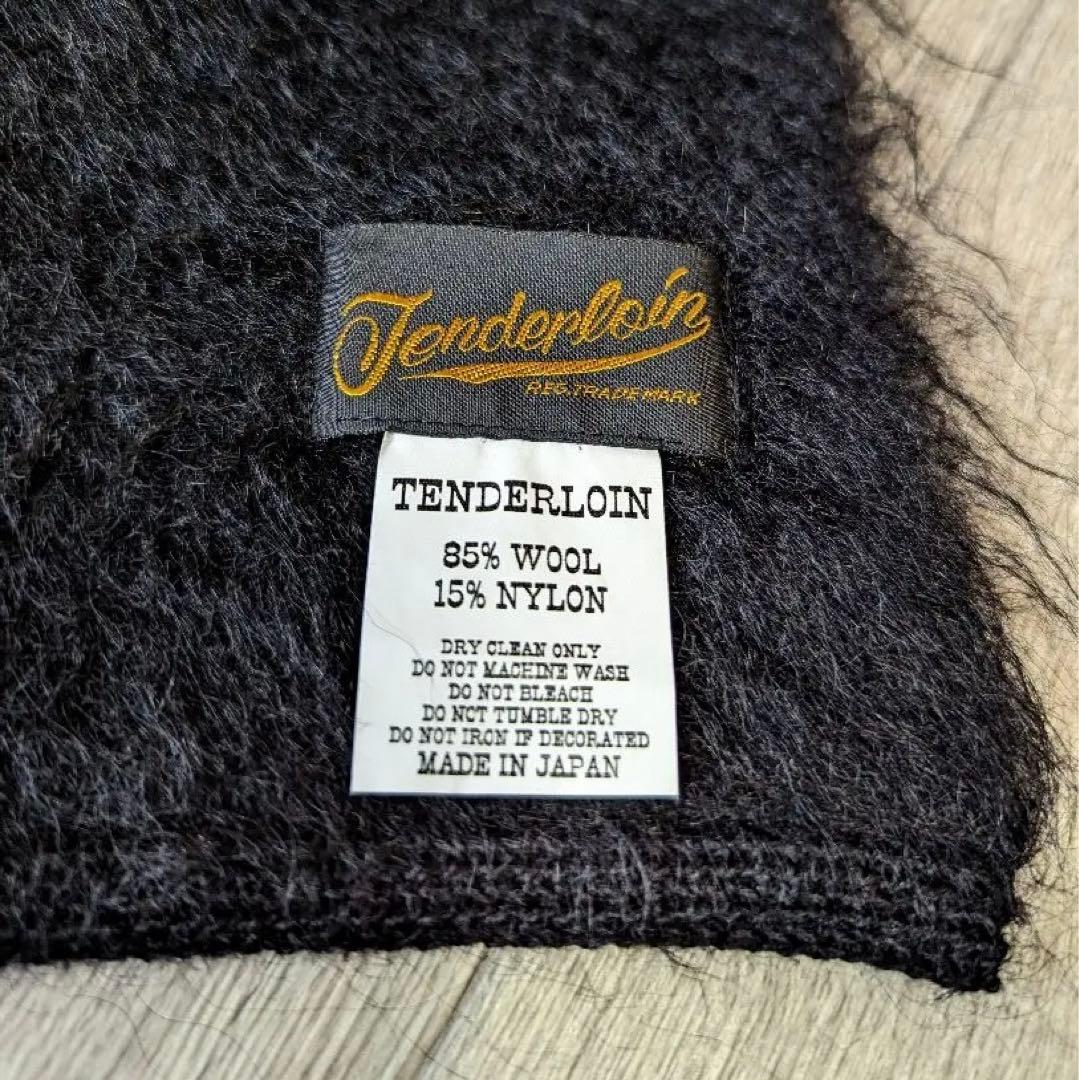 Tenderloin
REG. TRADEMARK
TENDERLOIN
85% WOOL
15% NYLON
DRY CLEAN ONLY
DO NOT MACHINE WASH
DO NOT BLEACH
DO NOT TUMBLE DRY
DO NOT IRON IF DECORATED
MADE IN JAPAN